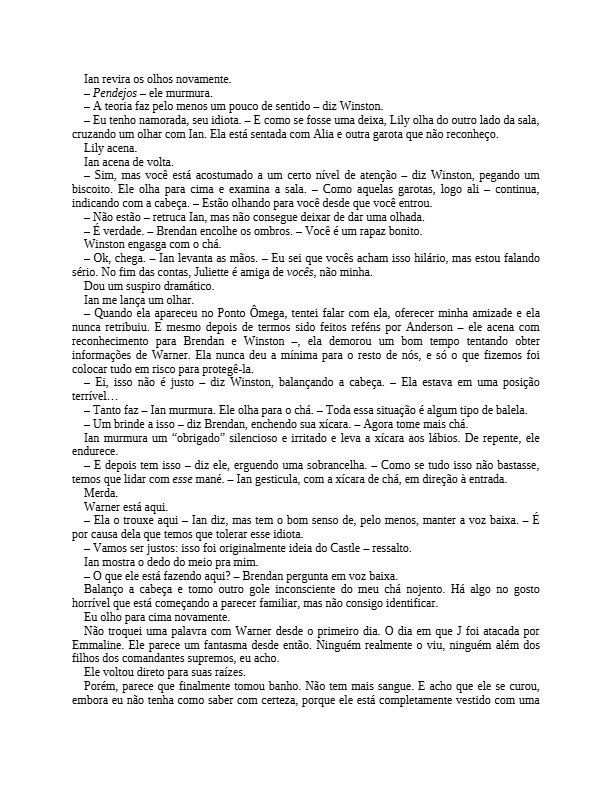 Ian revira os olhos novamente.
– Pendejos – ele murmura.
– A teoria faz pelo menos um pouco de sentido – diz Winston.
– Eu tenho namorada, seu idiota. – E como se fosse uma deixa, Lily olha do outro lado da sala,
cruzando um olhar com Ian. Ela está sentada com Alia e outra garota que não reconheço.
Lily acena.
Ian acena de volta.
– Sim, mas você está acostumado a um certo nível de atenção – diz Winston, pegando um
biscoito. Ele olha para cima e examina a sala. – Como aquelas garotas, logo ali – continua,
indicando com a cabeça. – Estão olhando para você desde que você entrou.
– Não estão – retruca Ian, mas não consegue deixar de dar uma olhada.
– É verdade. – Brendan encolhe os ombros. – Você é um rapaz bonito.
Winston engasga com o chá.
– Ok, chega. – Ian levanta as mãos. – Eu sei que vocês acham isso hilário, mas estou falando
sério. No fim das contas, Juliette é amiga de vocês, não minha.
Dou um suspiro dramático.
Ian me lança um olhar.
– Quando ela apareceu no Ponto Ômega, tentei falar com ela, oferecer minha amizade e ela
nunca retribuiu. E mesmo depois de termos sido feitos reféns por Anderson – ele acena com
reconhecimento para Brendan e Winston –, ela demorou um bom tempo tentando obter
informações de Warner. Ela nunca deu a mínima para o resto de nós, e só o que fizemos foi
colocar tudo em risco para protegê-la.
– Ei, isso não é justo – diz Winston, balançando a cabeça. – Ela estava em uma posição
terrível…
– Tanto faz – Ian murmura. Ele olha para o chá. – Toda essa situação é algum tipo de balela.
– Um brinde a isso – diz Brendan, enchendo sua xícara. – Agora tome mais chá.
Ian murmura um “obrigado” silencioso e irritado e leva a xícara aos lábios. De repente, ele
endurece.
– E depois tem isso – diz ele, erguendo uma sobrancelha. – Como se tudo isso não bastasse,
temos que lidar com esse mané. – Ian gesticula, com a xícara de chá, em direção à entrada.
Merda.
Warner está aqui.
– Ela o trouxe aqui – Ian diz, mas tem o bom senso de, pelo menos, manter a voz baixa. – É
por causa dela que temos que tolerar esse idiota.
– Vamos ser justos: isso foi originalmente ideia do Castle – ressalto.
Ian mostra o dedo do meio pra mim.
– O que ele está fazendo aqui? – Brendan pergunta em voz baixa.
Balanço a cabeça e tomo outro gole inconsciente do meu chá nojento. Há algo no gosto
horrível que está começando a parecer familiar, mas não consigo identificar.
Eu olho para cima novamente.
Não troquei uma palavra com Warner desde o primeiro dia. O dia em que J foi atacada por
Emmaline. Ele parece um fantasma desde então. Ninguém realmente o viu, ninguém além dos
filhos dos comandantes supremos, eu acho.
Ele voltou direto para suas raízes.
Porém, parece que finalmente tomou banho. Não tem mais sangue. E acho que ele se curou,
embora eu não tenha como saber com certeza, porque ele está completamente vestido com uma